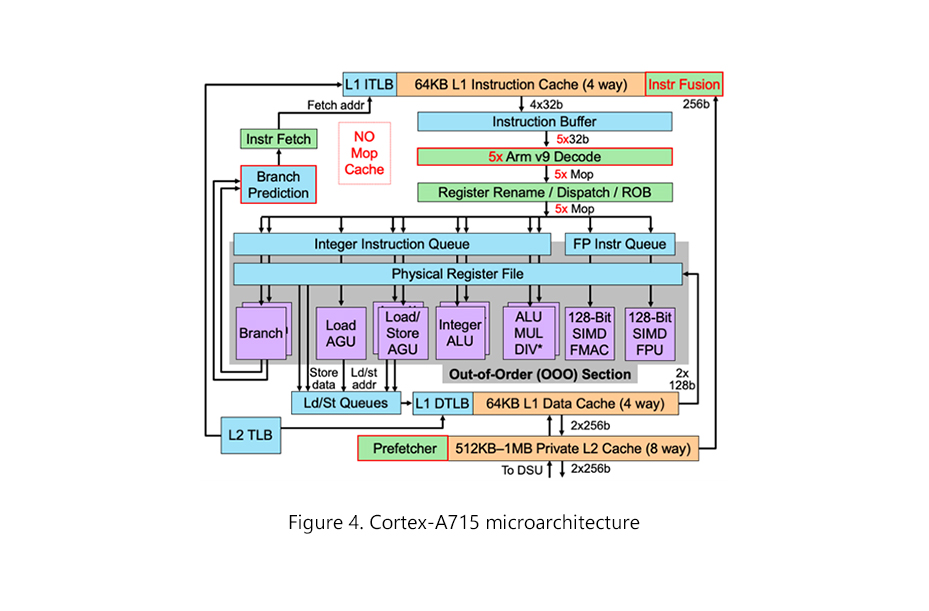 L1 ITLB
64KB L1 Instruction Cache (4 way)
Instr Fusion
Fetch addr
4x32b
256b
Instruction Buffer
Instr Fetch
NO
Mop
Cache
5x32b
5x Arm v9 Decode
5x Mop
Branch
Prediction
Register Rename / Dispatch / ROB
5x Mop
Integer Instruction Queue
FP Instr Queue
Physical Register File
Branch
Load
AGU
Load/
Store
AGU
Integer
ALU
ALU
MUL
DIV*
128-Bit
SIMD
FMAC
128-Bit
SIMD
FPU
Store
data
Ld/st
addr
Out-of-Order (OOO) Section
2x
128b
Ld/St Queues
L1 DTLB
64KB L1 Data Cache (4 way)
L2 TLB
2x256b
Prefetcher
512KB–1MB Private L2 Cache (8 way)
To DSU
2x256b
Figure 4. Cortex-A715 microarchitecture